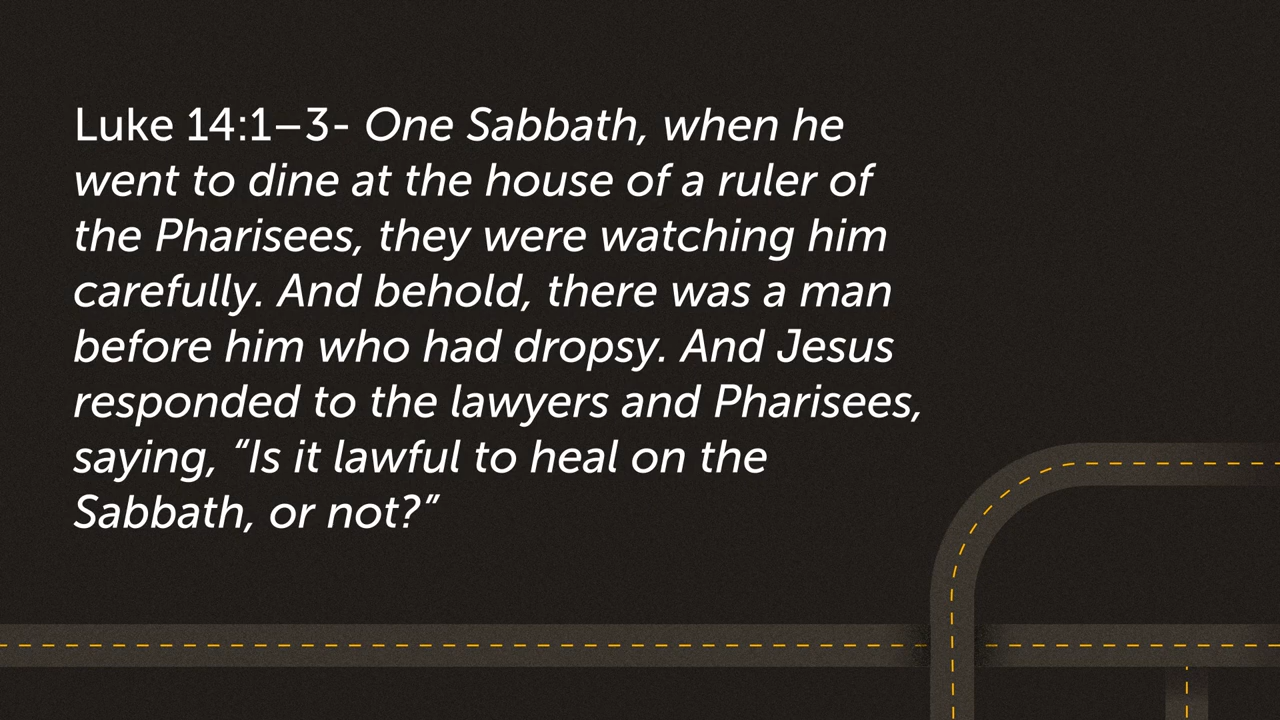 Luke 14:1–3- One Sabbath, when he
went to dine at the house of a ruler of
the Pharisees, they were watching him
carefully. And behold, there was a man
before him who had dropsy. And Jesus
responded to the lawyers and Pharisees,
saying, “Is it lawful to heal on the
Sabbath, or not?”